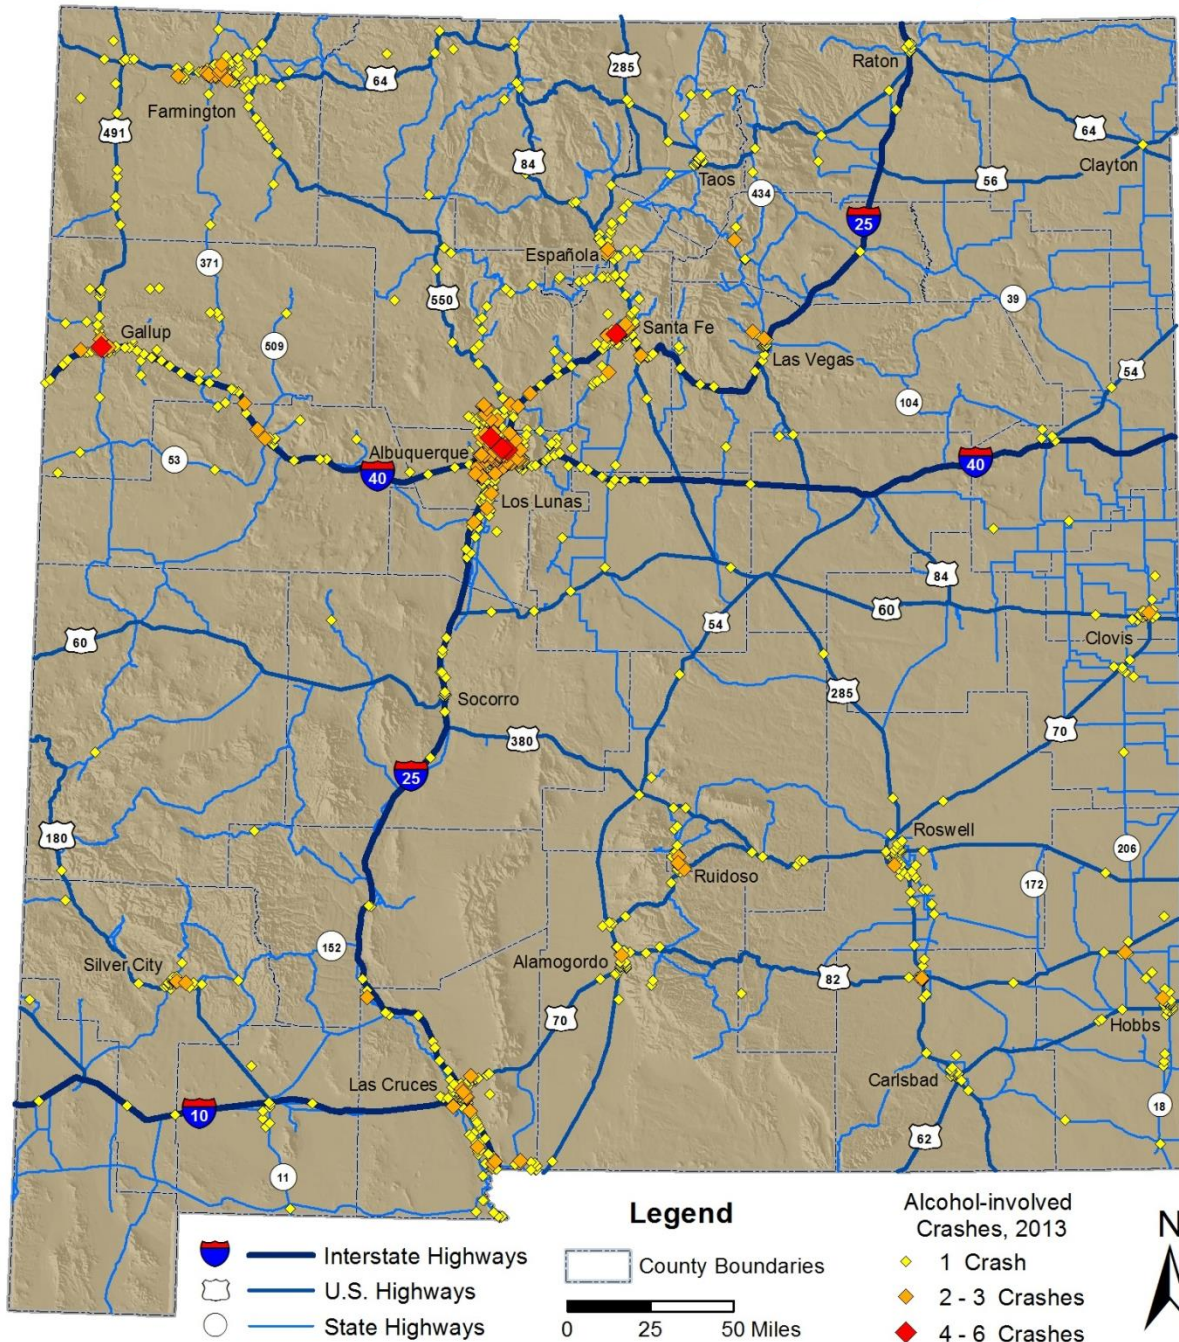 Raton
64
285
Farmington
491
64
Clayton
84
Taos
56
434
25
Española
371
550
39
Gallup
Santa Fe
509
Las Vegas
54
104
Albuquerque
53
40
40
Los Lunas
84
60
54
Clovis
60
Socorro
285
70
380
25
180
Roswell
206
Ruidoso
172
152
Silver City
Alamogordo
82
70
Hobbs
Las Cruces
Carlsbad
10
18
62
11
Legend
Interstate Highways
U.S. Highways
State Highways
County Boundaries
0 25 50 Miles
Alcohol-involved
Crashes, 2013
1 Crash
2 - 3 Crashes
4 - 6 Crashes
N